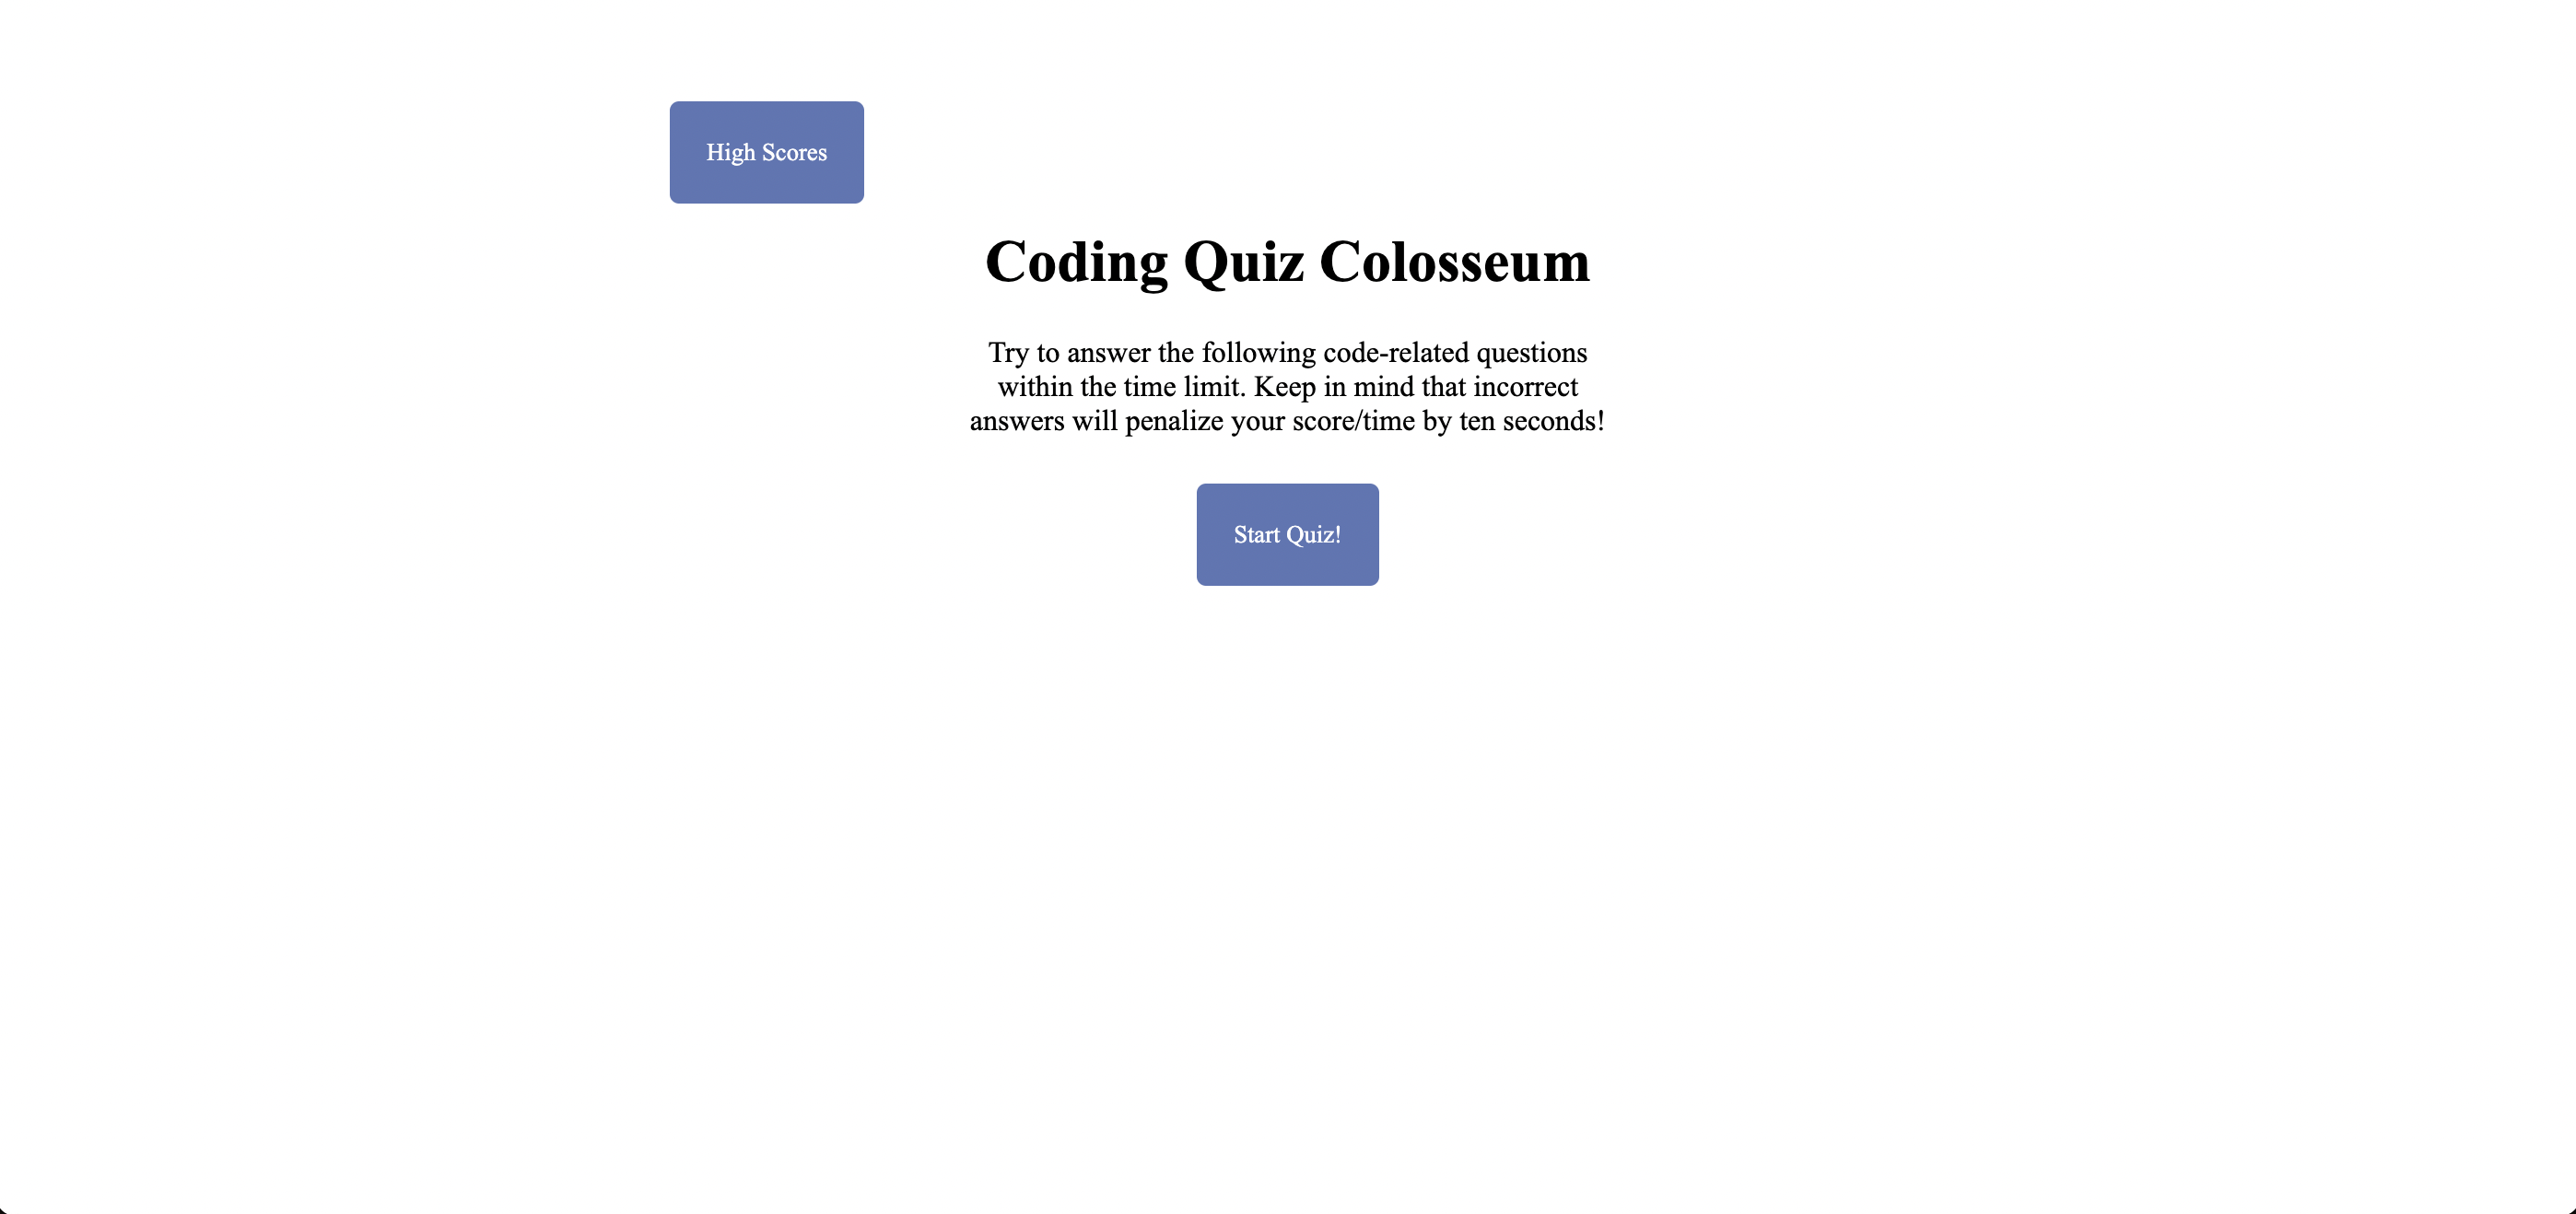 High Scores
Coding Quiz Colosseum
Try to answer the following code-related questions
within the time limit. Keep in mind that incorrect
answers will penalize your score/time by ten seconds!
Start Quiz!